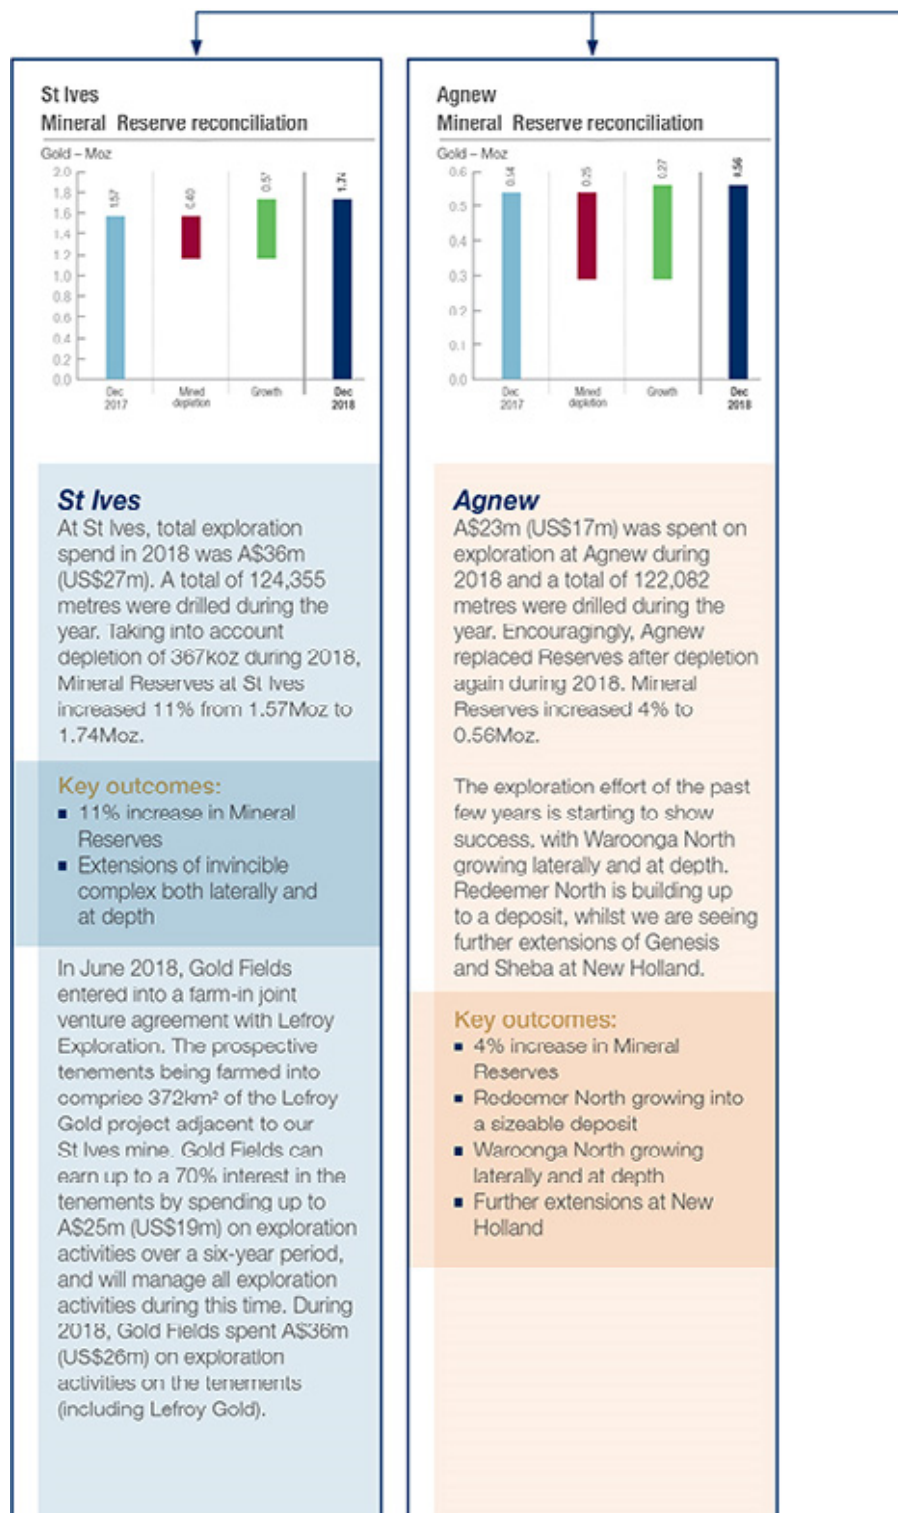 St Ives
Mineral Reserve reconciliation
Gold – Moz
2.0
1.8
1.6
1.4
1.2
1.0
0.8
0.6
0.4
0.2
0.0
1.57
0.40
0.57
1.74
Dec
2017
Mined
depletion
Growth
Dec
2018
St Ives
At St Ives, total exploration
spend in 2018 was A$36m
(US$27m). A total of 124,355
metres were drilled during the
year. Taking into account
depletion of 367koz during 2018,
Mineral Reserves at St Ives
increased 11% from 1.57Moz to
1.74Moz.
Key outcomes:
■ 11% increase in Mineral
Reserves
■ Extensions of invincible
complex both laterally and
at depth
In June 2018, Gold Fields
entered into a farm-in joint
venture agreement with Lefroy
Exploration. The prospective
tenements being farmed into
comprise 372km² of the Lefroy
Gold project adjacent to our
St Ives mine. Gold Fields can
earn up to a 70% interest in the
tenements by spending up to
A$25m (US$19m) on exploration
activities over a six-year period,
and will manage all exploration
activities during this time. During
2018, Gold Fields spent A$36m
(US$26m) on exploration
activities on the tenements
(including Lefroy Gold).
Agnew
Mineral Reserve reconciliation
Gold – Moz
0.6
0.5
0.4
0.3
0.2
0.1
0.0
0.54
0.25
0.27
0.56
Dec
2017
Mined
depletion
Growth
Dec
2018
Agnew
A$23m (US$17m) was spent on
exploration at Agnew during
2018 and a total of 122,082
metres were drilled during the
year. Encouragingly, Agnew
replaced Reserves after depletion
again during 2018. Mineral
Reserves increased 4% to
0.56Moz.
The exploration effort of the past
few years is starting to show
success, with Waroonga North
growing laterally and at depth.
Redeemer North is building up
to a deposit, whilst we are seeing
further extensions of Genesis
and Sheba at New Holland.
Key outcomes:
■ 4% increase in Mineral
Reserves
■ Redeemer North growing into
a sizeable deposit
■ Waroonga North growing
laterally and at depth
■ Further extensions at New
Holland